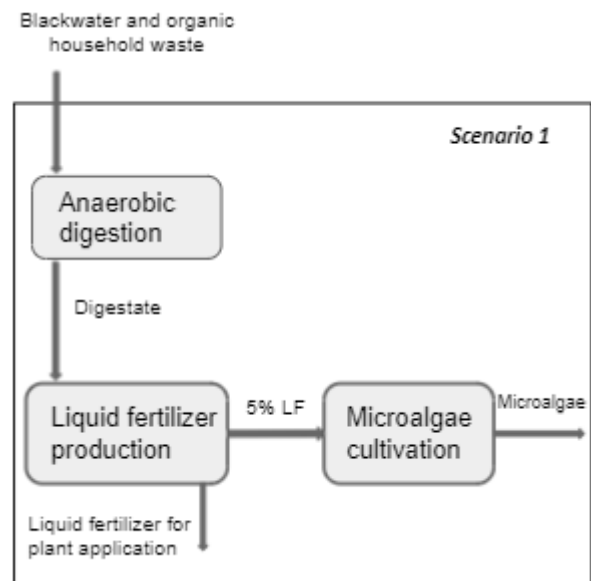 Blackwater and organic
household waste
Scenario 1
Anaerobic
digestion
Digestate
Liquid fertilizer
production
5% LF
Microalgae
cultivation
Microalgae
Liquid fertilizer for
plant application